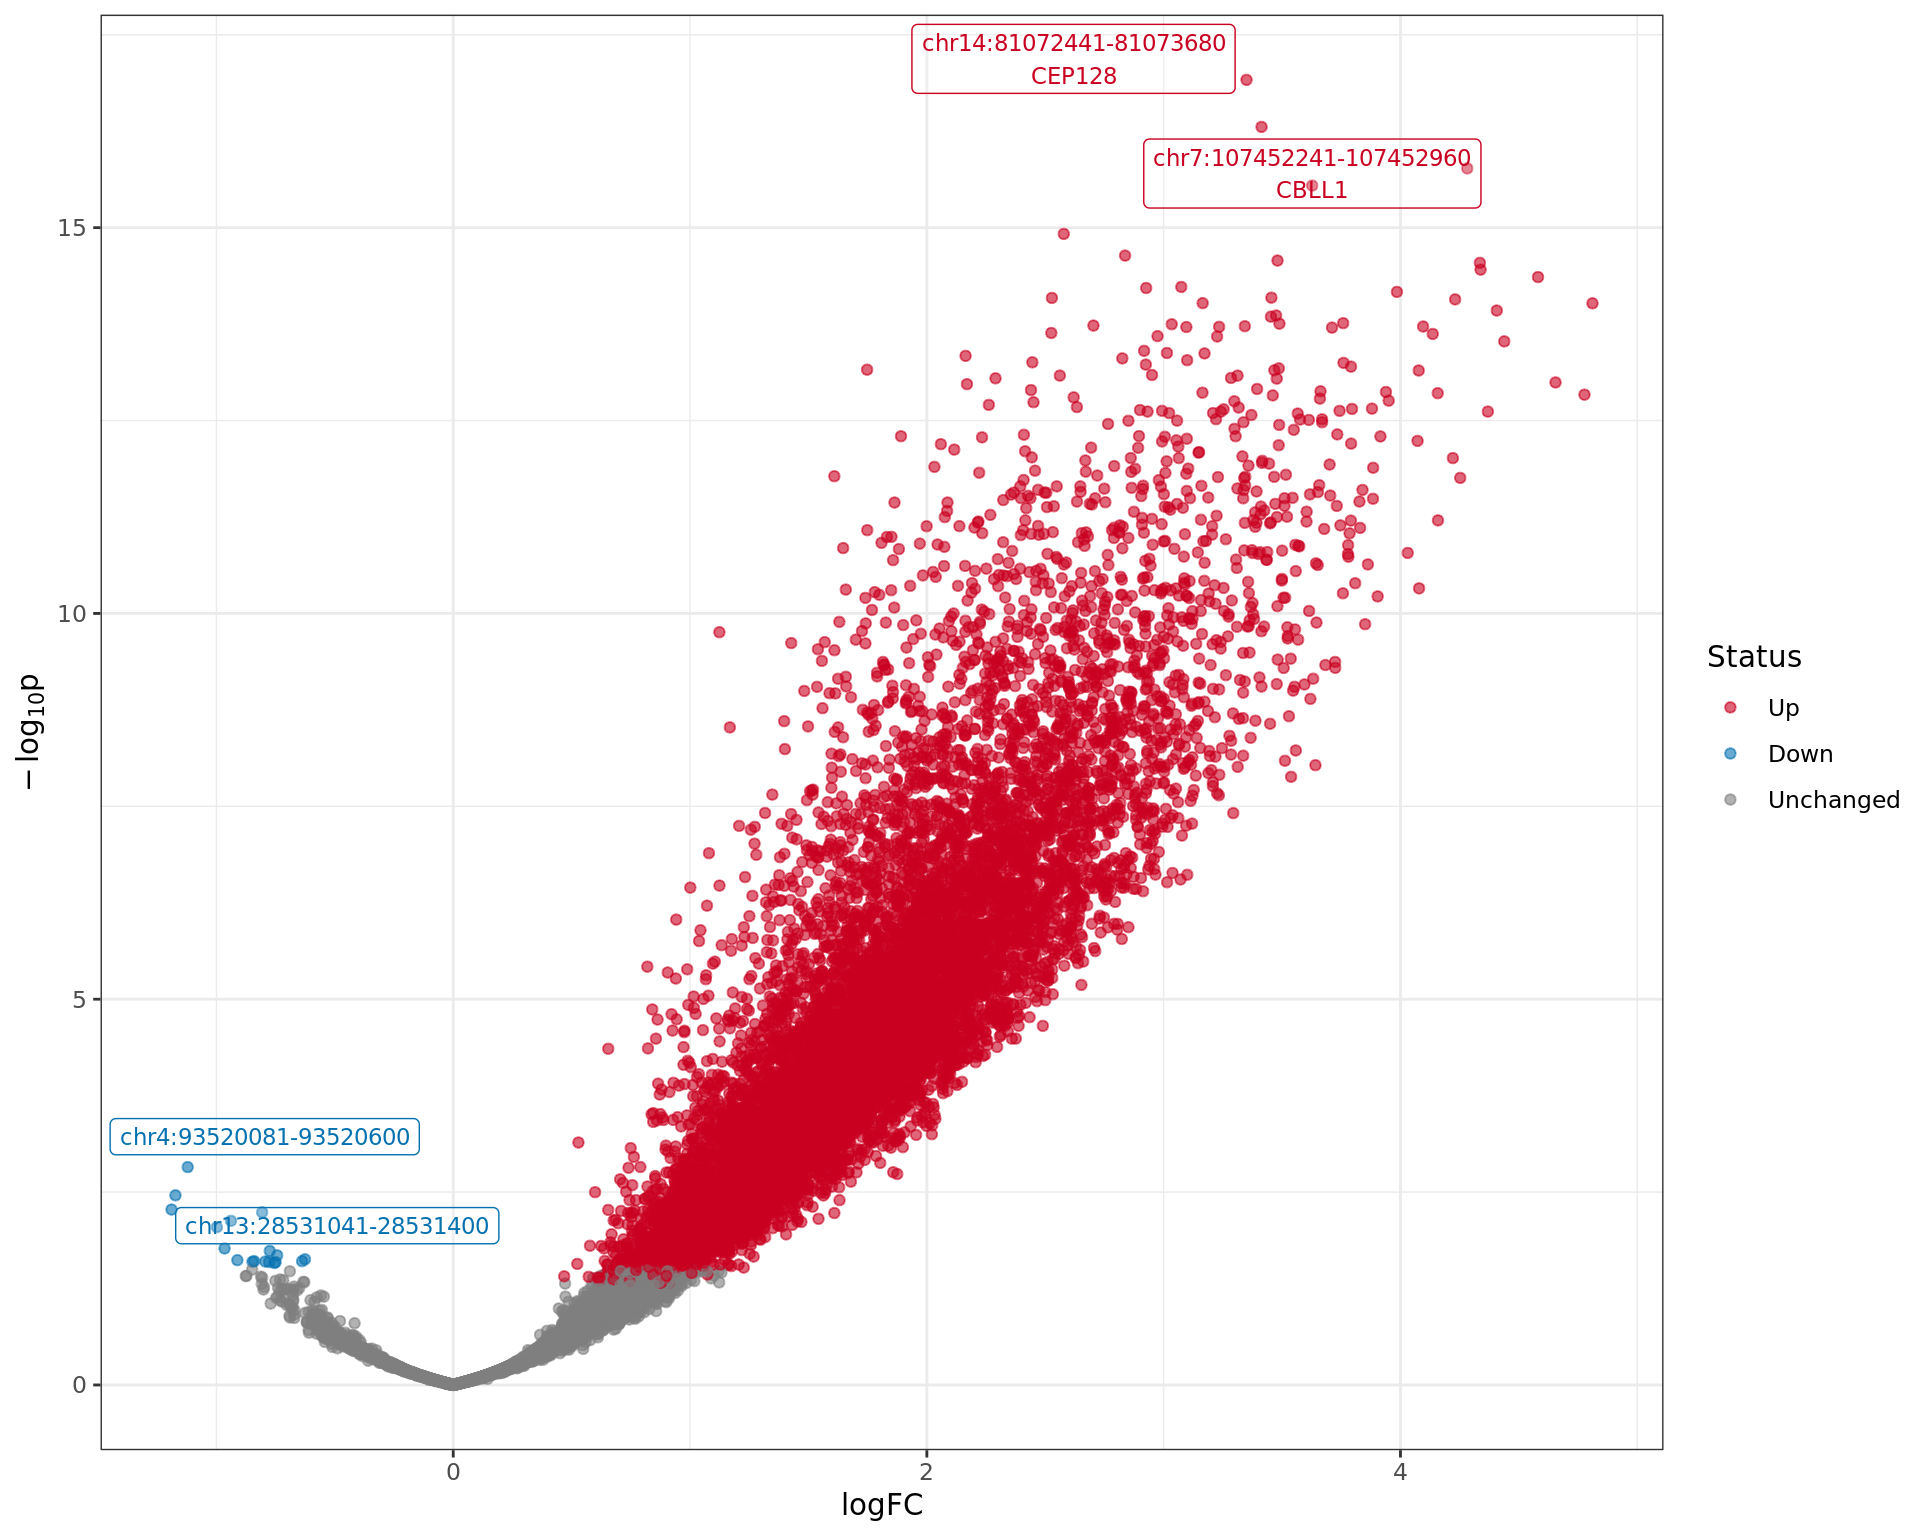 chr14:81072441-81073680
CEP128
chr7:107452241-107452960
CBLL1
15
10
5
0
− log10p
chr4:93520081-93520600
chr13:28531041-28531400
0
2
4
logFC
Status
Up
Down
Unchanged